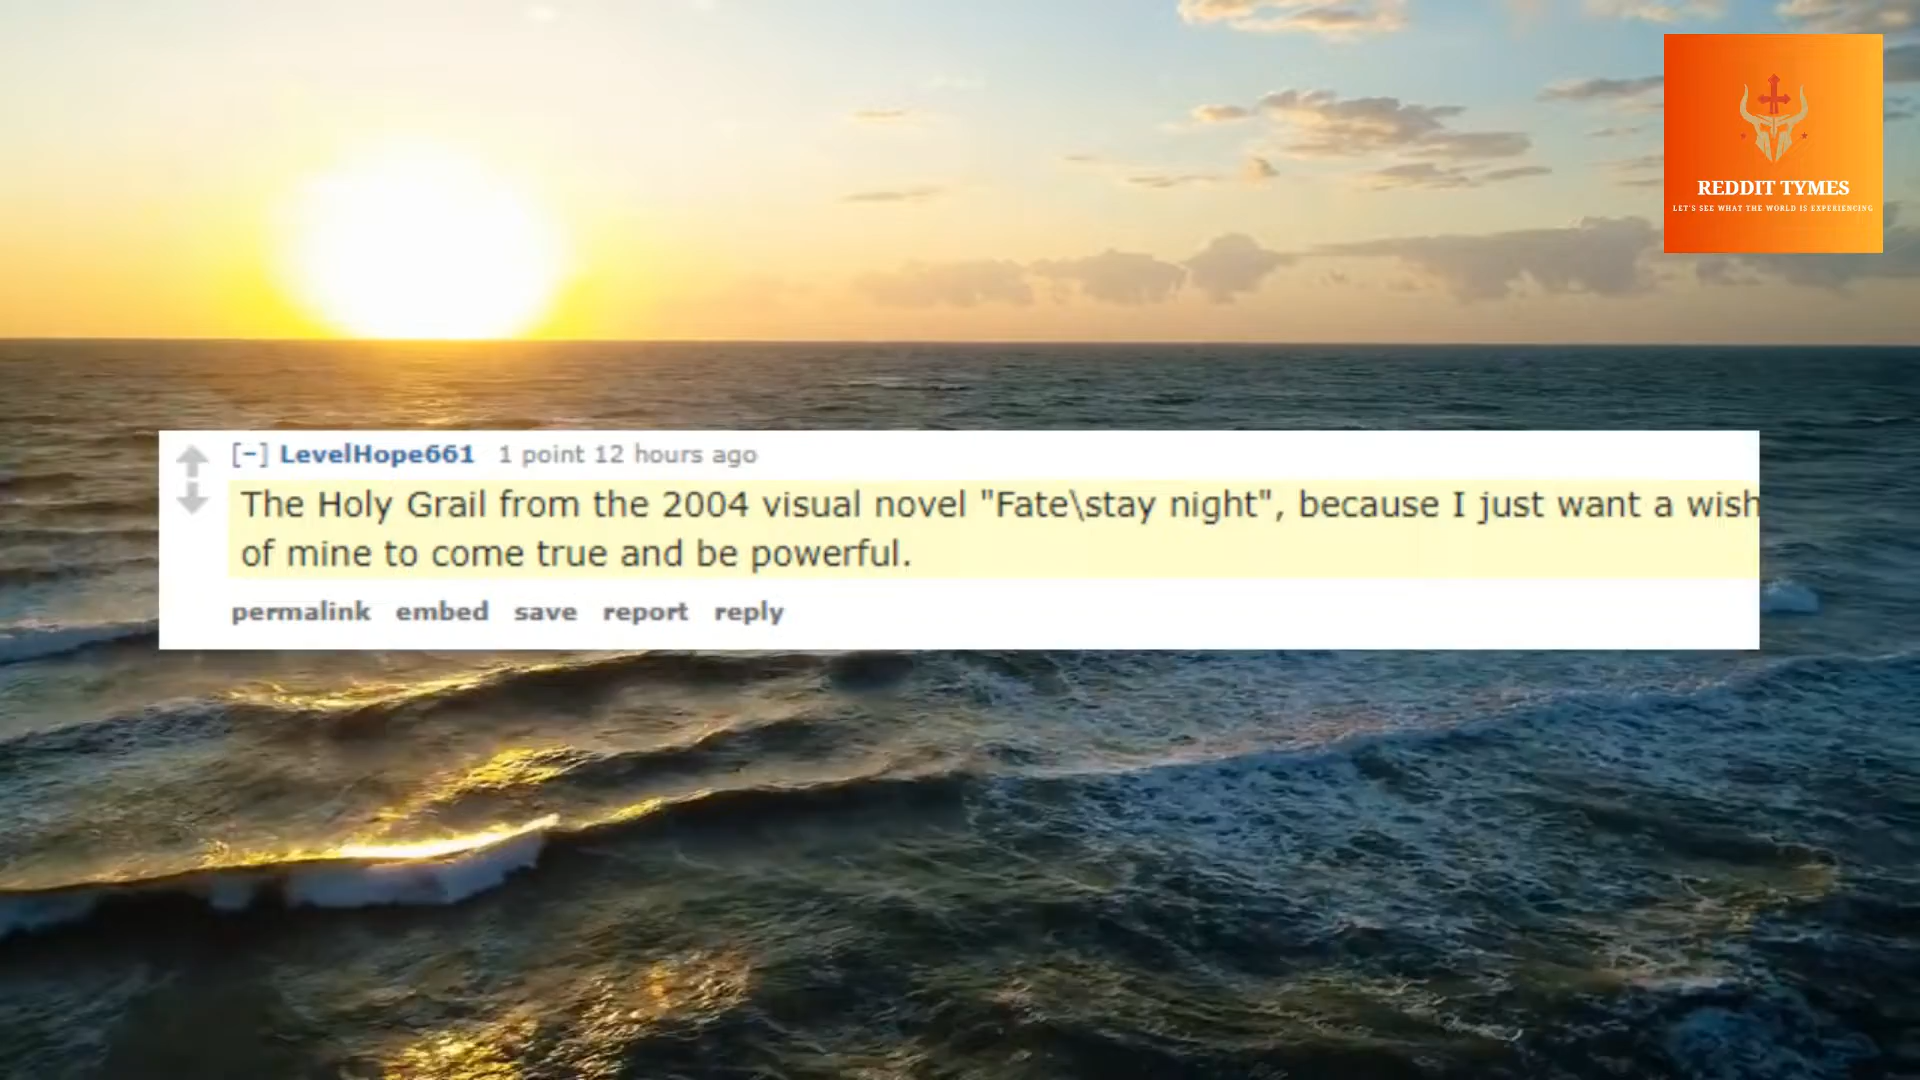 REDDIT TYMES
LET'S SEE WHAT THE WORLD IS EXPERIENCING
[−] LevelHope661 1 point 12 hours ago
The Holy Grail from the 2004 visual novel "Fate\stay night", because I just want a wish
of mine to come true and be powerful.
permalink embed save report reply